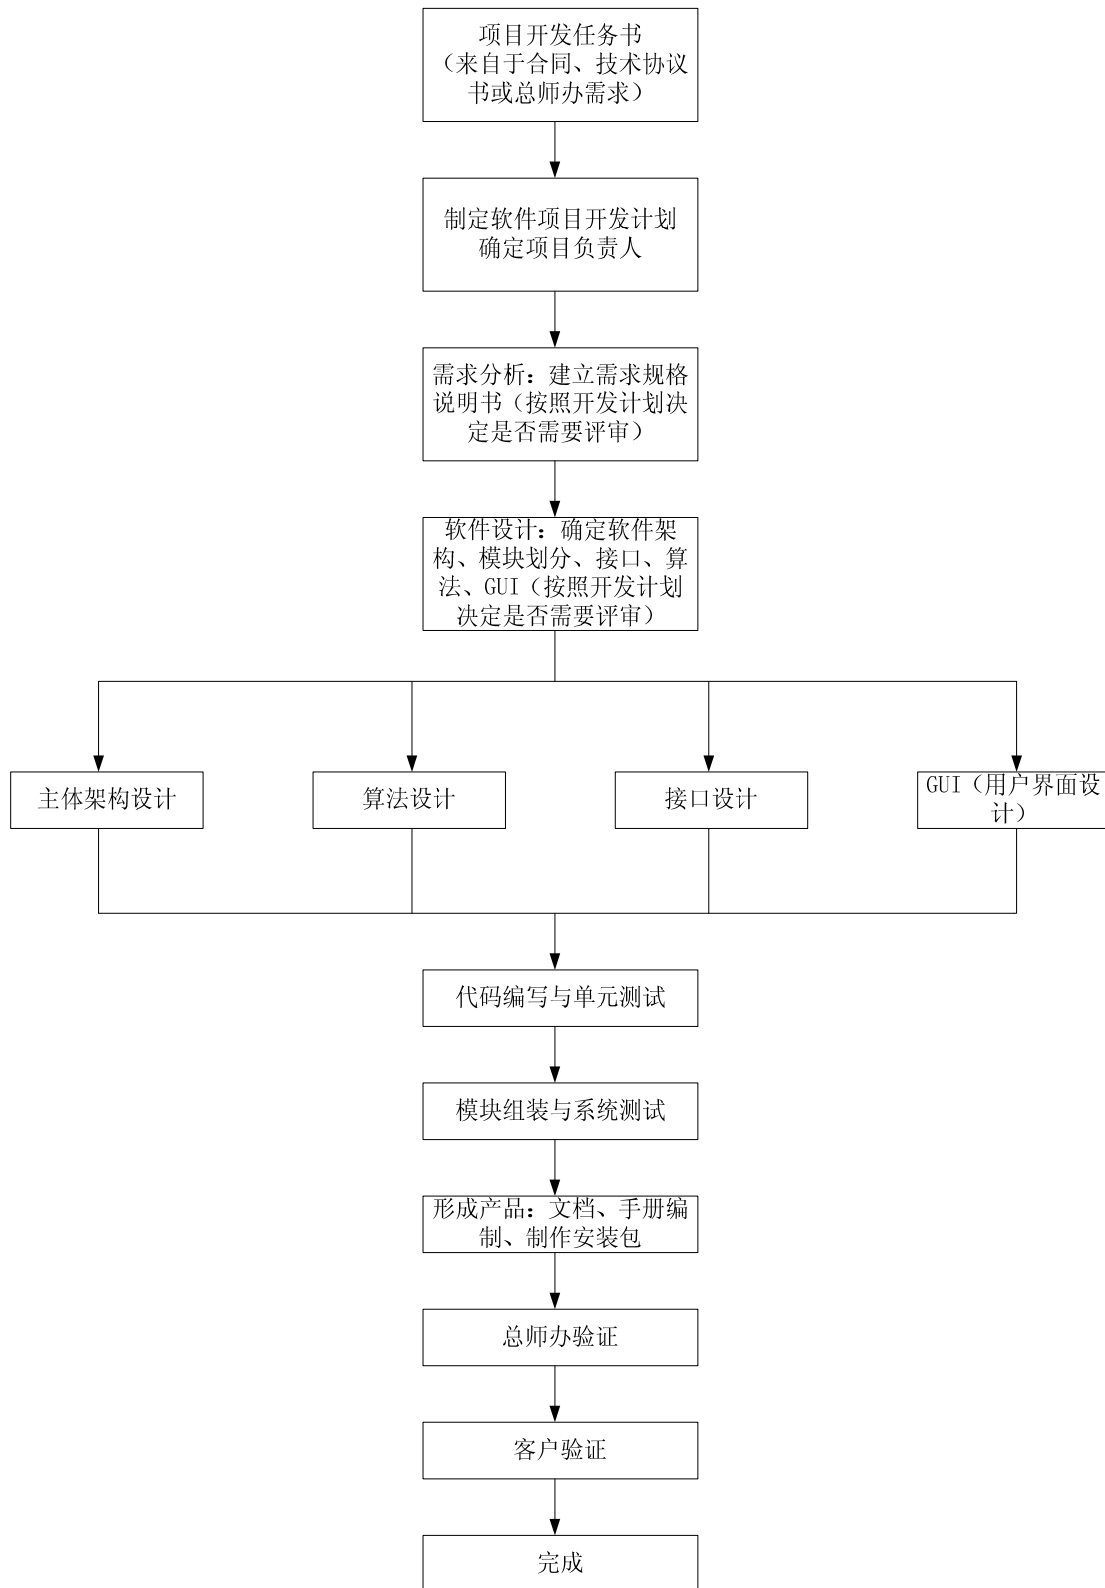 项目开发任务书
（来自于合同、技术协议
书或总师办需求）
制定软件项目开发计划
确定项目负责人
需求分析：建立需求规格
说明书（按照开发计划决
定是否需要评审）
软件设计：确定软件架
构、模块划分、接口、算
法、GUI（按照开发计划
决定是否需要评审）
主体架构设计
算法设计
接口设计
GUI（用户界面设
计）
代码编写与单元测试
模块组装与系统测试
形成产品：文档、手册编
制、制作安装包
总师办验证
客户验证
完成